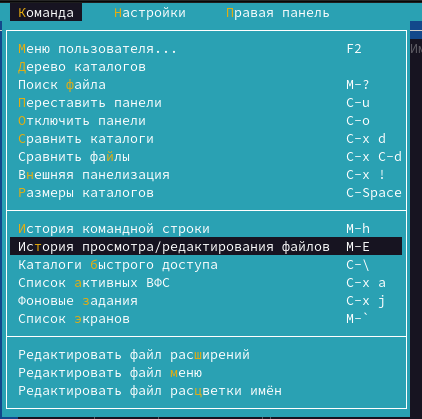 Команда Настройки Правая панель
Меню пользователя... F2
Дерево каталогов
Поиск файла M-?
Переставить панели C-u
Отключить панели C-o
Сравнить каталоги C-x d
Сравнить файлы C-x C-d
Внешняя панелизация C-x !
Размеры каталогов C-Space
История командной строки M-h
История просмотра/редактирования файлов M-E
Каталоги быстрого доступа C-\
Список активных ВФС C-x a
Фоновые задания C-x j
Список экранов M-`
Редактировать файл расширений
Редактировать файл меню
Редактировать файл расцветки имён